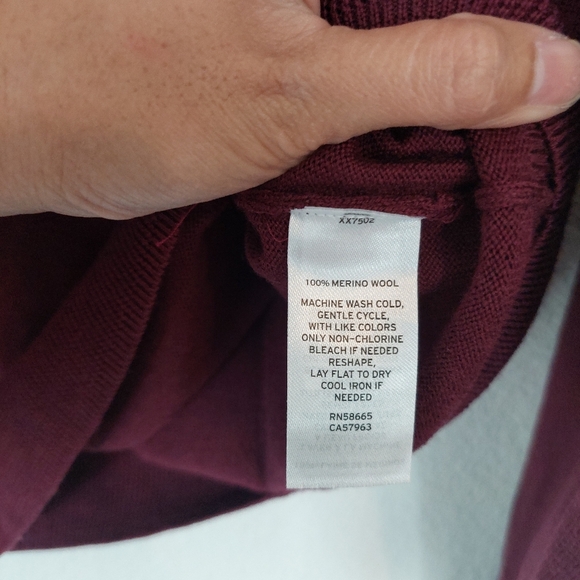 XX7502
100% MERINO WOOL
MACHINE WASH COLD,
GENTLE CYCLE,
WITH LIKE COLORS
ONLY NON-CHLORINE
BLEACH IF NEEDED
RESHAPE,
LAY FLAT TO DRY
COOL IRON IF
NEEDED
RN58665
CA57963